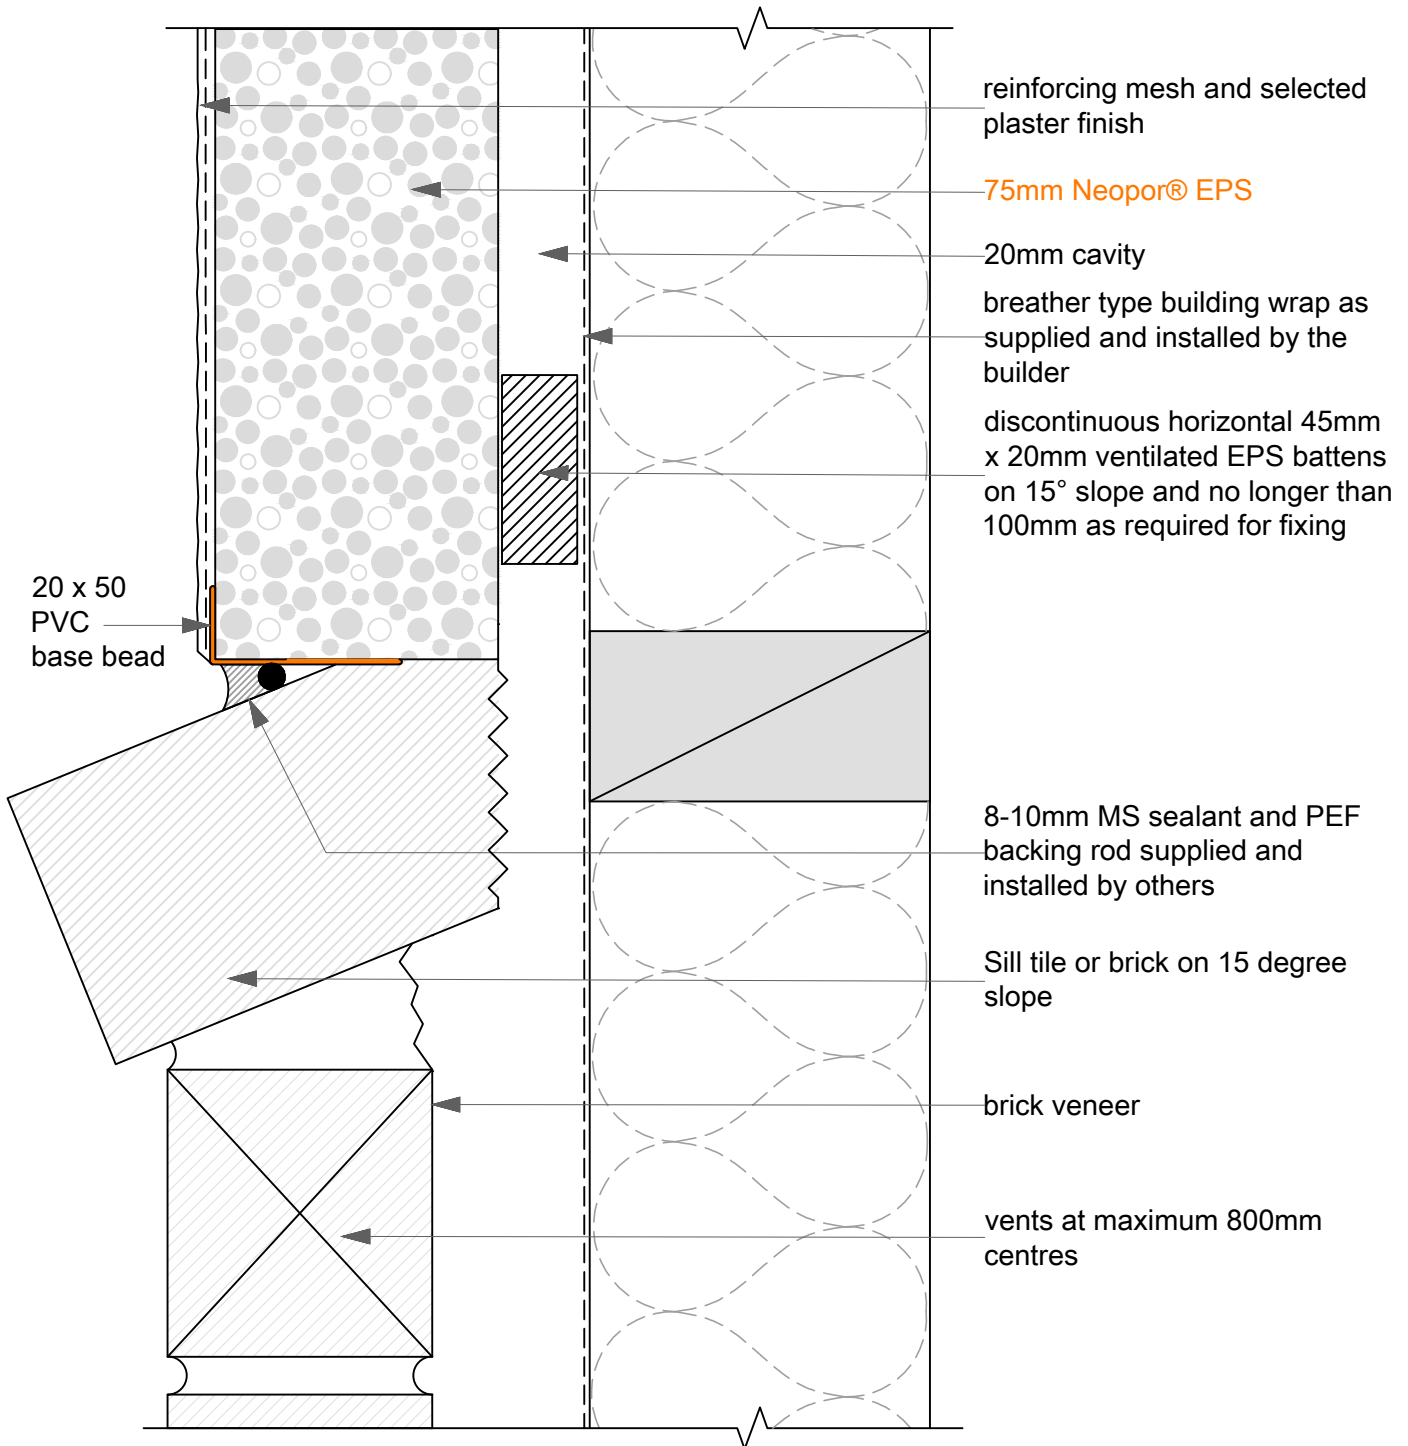 reinforcing mesh and selected
plaster finish
75mm Neopor® EPS
20mm cavity
breather type building wrap as
supplied and installed by the
builder
discontinuous horizontal 45mm
x 20mm ventilated EPS battens
on 15° slope and no longer than
100mm as required for fixing
20 x 50
PVC
base bead
8-10mm MS sealant and PEF
backing rod supplied and
installed by others
Sill tile or brick on 15 degree
slope
brick veneer
vents at maximum 800mm
centres